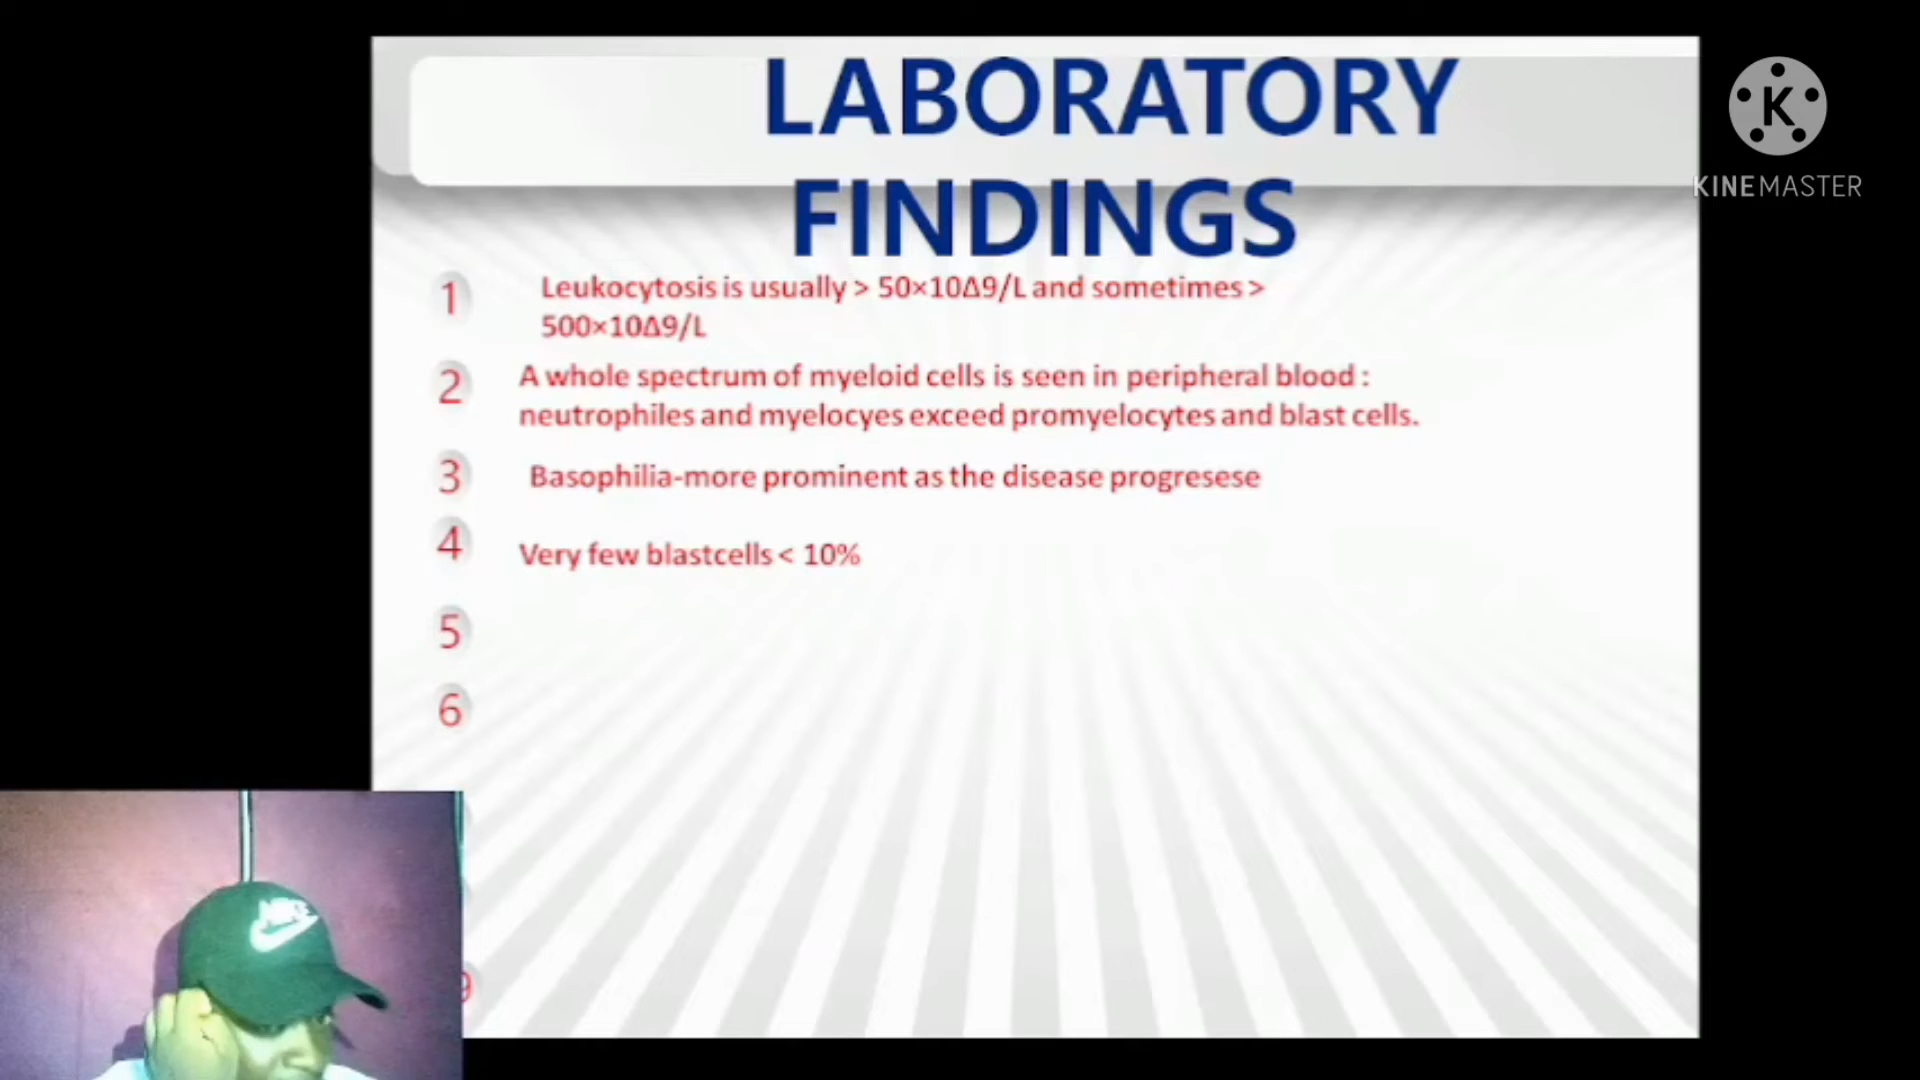 LABORATORY
FINDINGS
K
KINEMASTER
1 Leukocytosis is usually > 50×10Δ9/L and sometimes >
500×10Δ9/L
2 A whole spectrum of myeloid cells is seen in peripheral blood :
neutrophiles and myelocyes exceed promyelocytes and blast cells.
3 Basophilia-more prominent as the disease progresese
4 Very few blastcells < 10%
5
6
9
NIKE